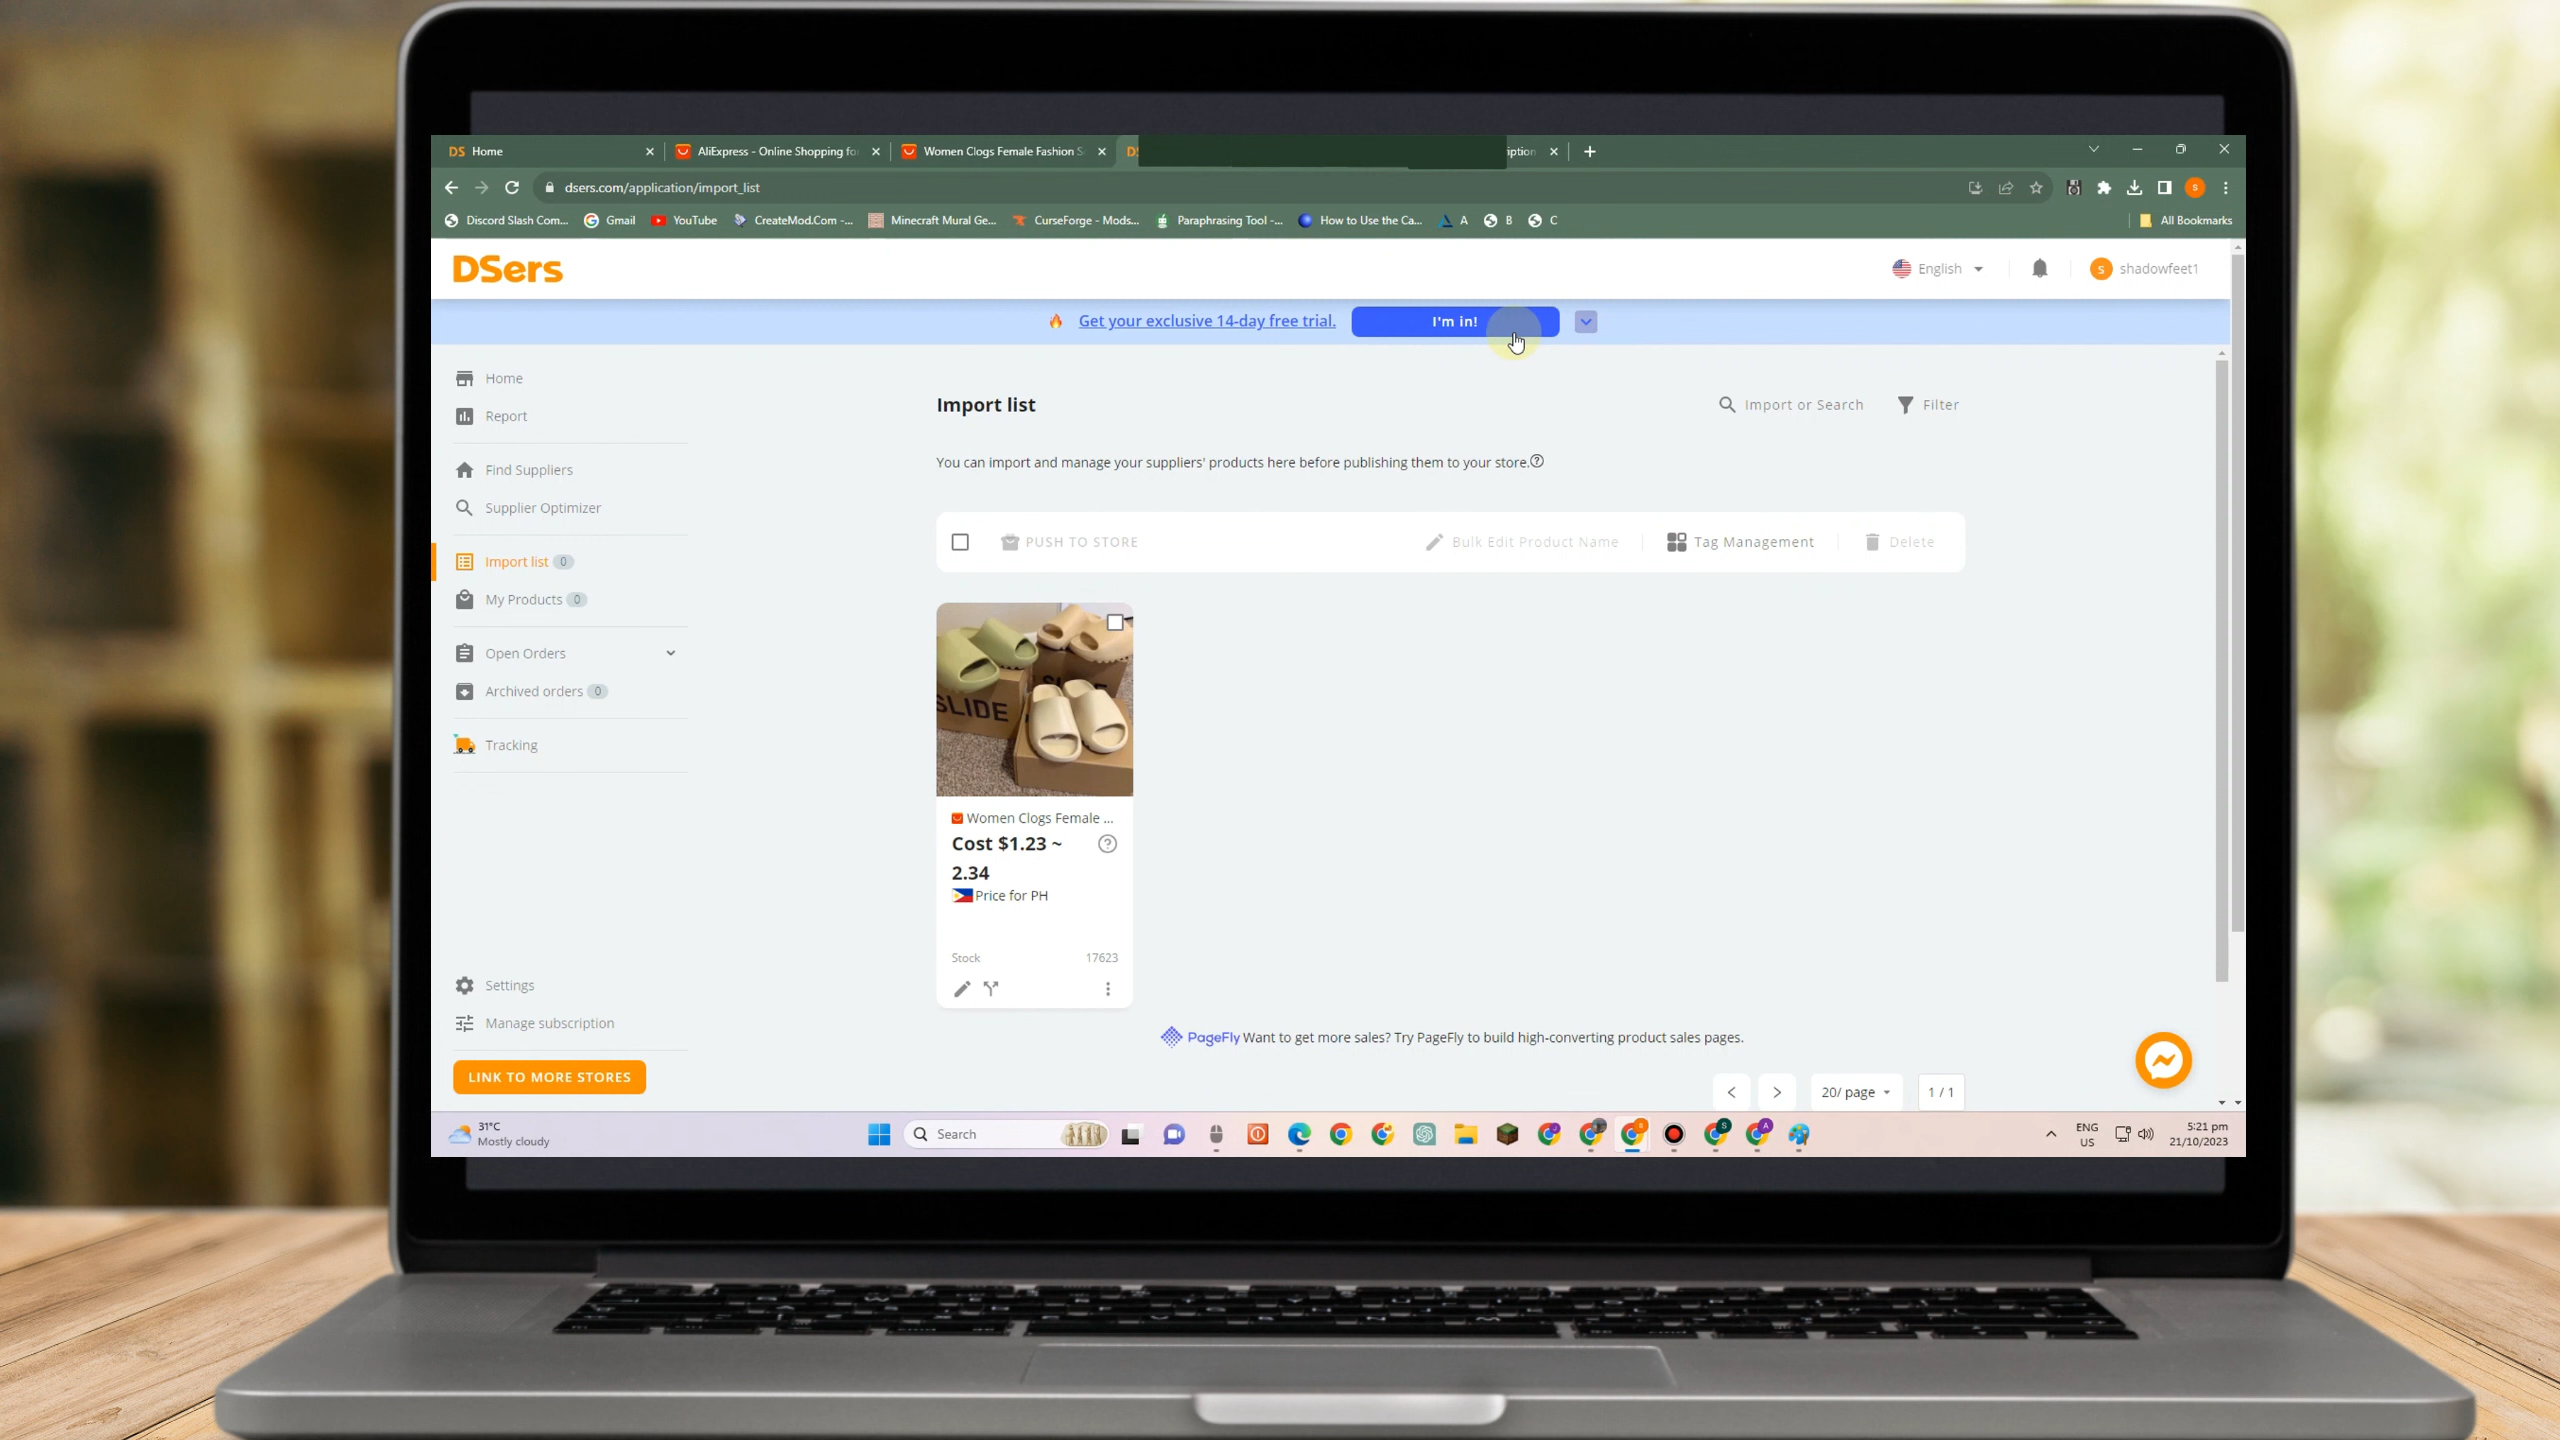 DS Home
AliExpress - Online Shopping fo
Women Clogs Female Fashion S
iption
dsers.com/application/import_list
S
Discord Slash Com...
Gmail
YouTube
CreateMod.Com -...
Minecraft Mural Ge...
CurseForge - Mods...
Paraphrasing Tool -...
How to Use the Ca...
A
B
C
All Bookmarks
DSers
English
S shadowfeet1
Get your exclusive 14-day free trial.
I'm in!
Home
Report
Find Suppliers
Supplier Optimizer
Import list 0
My Products 0
Open Orders
Archived orders 0
Tracking
Settings
Manage subscription
LINK TO MORE STORES
Import list
Import or Search
Filter
You can import and manage your suppliers' products here before publishing them to your store.
PUSH TO STORE
Bulk Edit Product Name
Tag Management
Delete
SLIDE
Women Clogs Female ...
Cost $1.23 ~
2.34
Price for PH
Stock 17623
PageFly Want to get more sales? Try PageFly to build high-converting product sales pages.
< > 20/ page 1 / 1
31°C
Mostly cloudy
Search
ENG
US
5:21 pm
21/10/2023